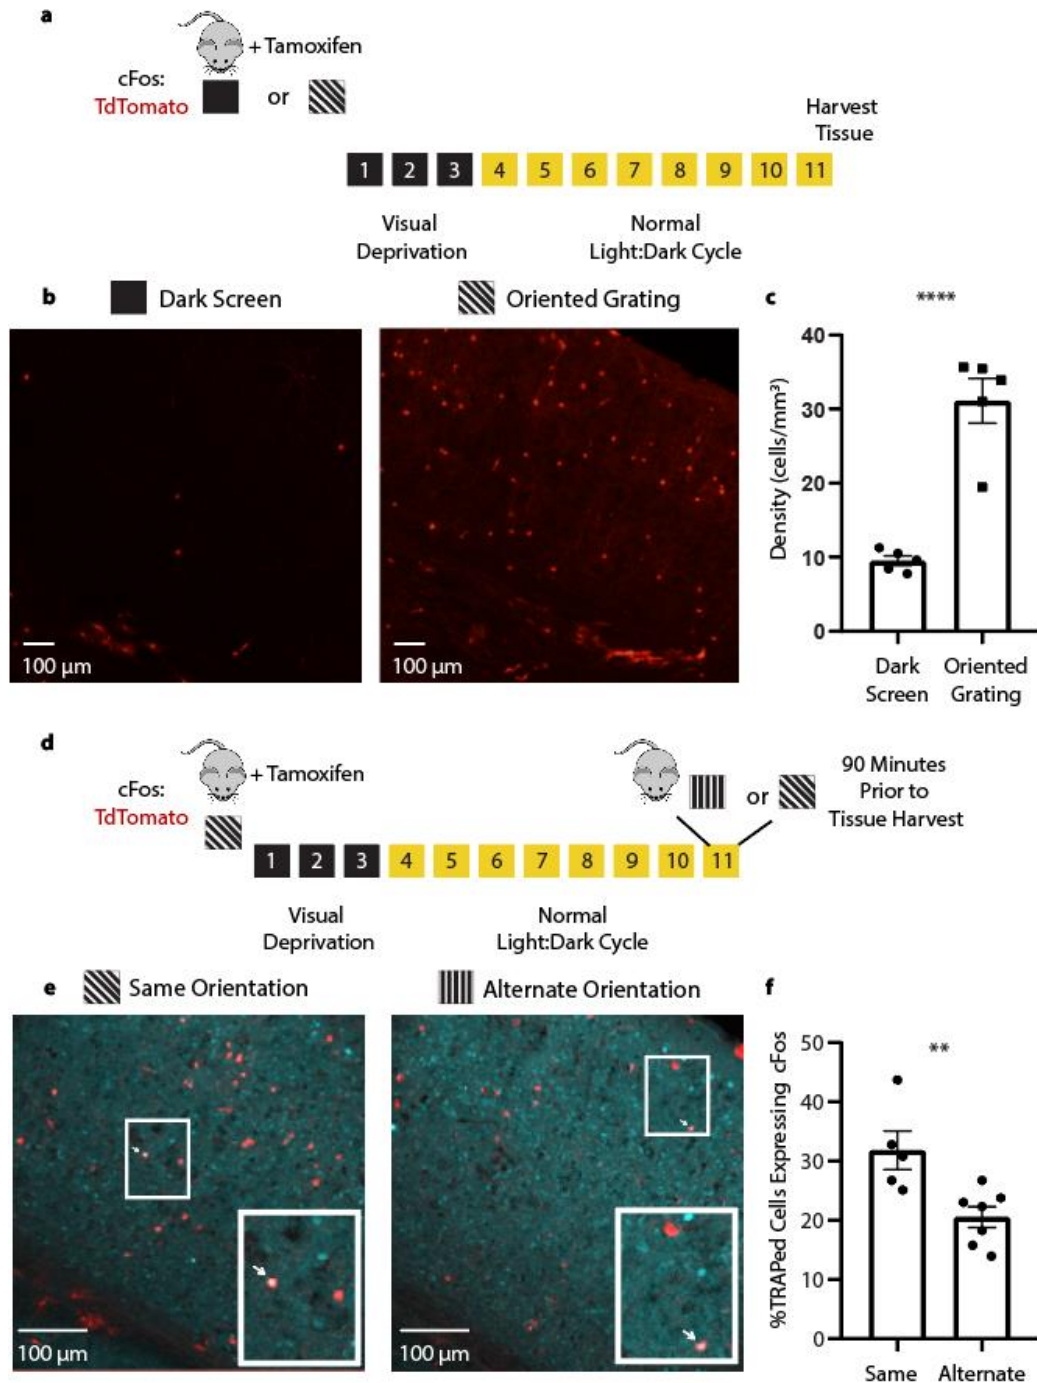 a
+ Tamoxifen
cFos:
TdTomato
or
Harvest
Tissue
1 2 3 4 5 6 7 8 9 10 11
Visual
Deprivation
Normal
Light:Dark Cycle
b
Dark Screen
Oriented Grating
100 µm
100 µm
c
****
Density (cells/mm³)
40
30
20
10
0
Dark
Screen
Oriented
Grating
d
+ Tamoxifen
cFos:
TdTomato
or
90 Minutes
Prior to
Tissue Harvest
1 2 3 4 5 6 7 8 9 10 11
Visual
Deprivation
Normal
Light:Dark Cycle
e
Same Orientation
Alternate Orientation
100 µm
100 µm
f
**
%TRAPed Cells Expressing cFos
50
40
30
20
10
0
Same
Alternate